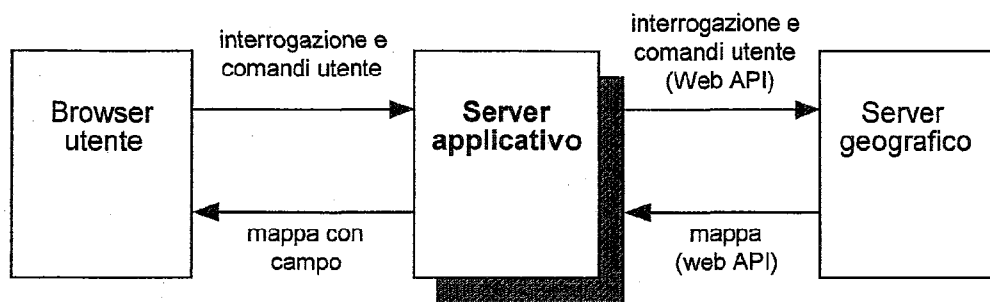 interrogazione e
comandi utente
interrogazione e
comandi utente
(Web API)
Browser
utente
Server
applicativo
Server
geografico
mappa con
campo
mappa
(web API)